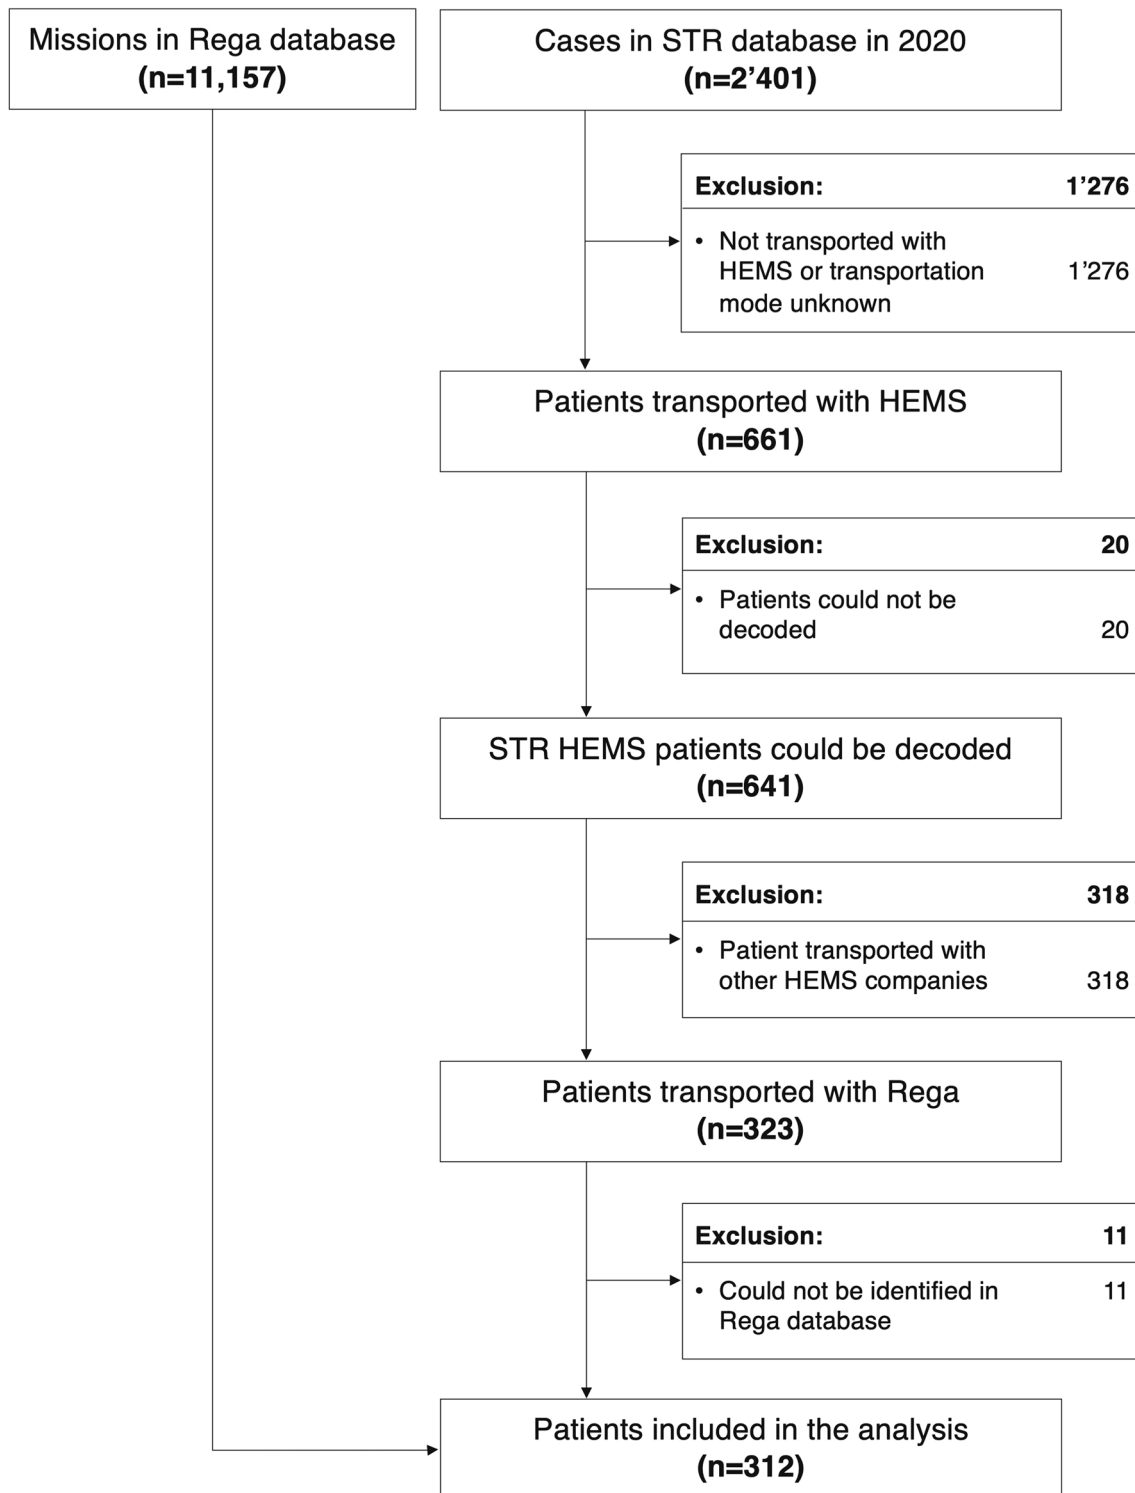 Missions in Rega database
(n=11,157)
Cases in STR database in 2020
(n=2’401)
Exclusion: 1’276
• Not transported with
HEMS or transportation 1’276
mode unknown
Patients transported with HEMS
(n=661)
Exclusion: 20
• Patients could not be
decoded 20
STR HEMS patients could be decoded
(n=641)
Exclusion: 318
• Patient transported with
other HEMS companies 318
Patients transported with Rega
(n=323)
Exclusion: 11
• Could not be identified in 11
Rega database
Patients included in the analysis
(n=312)